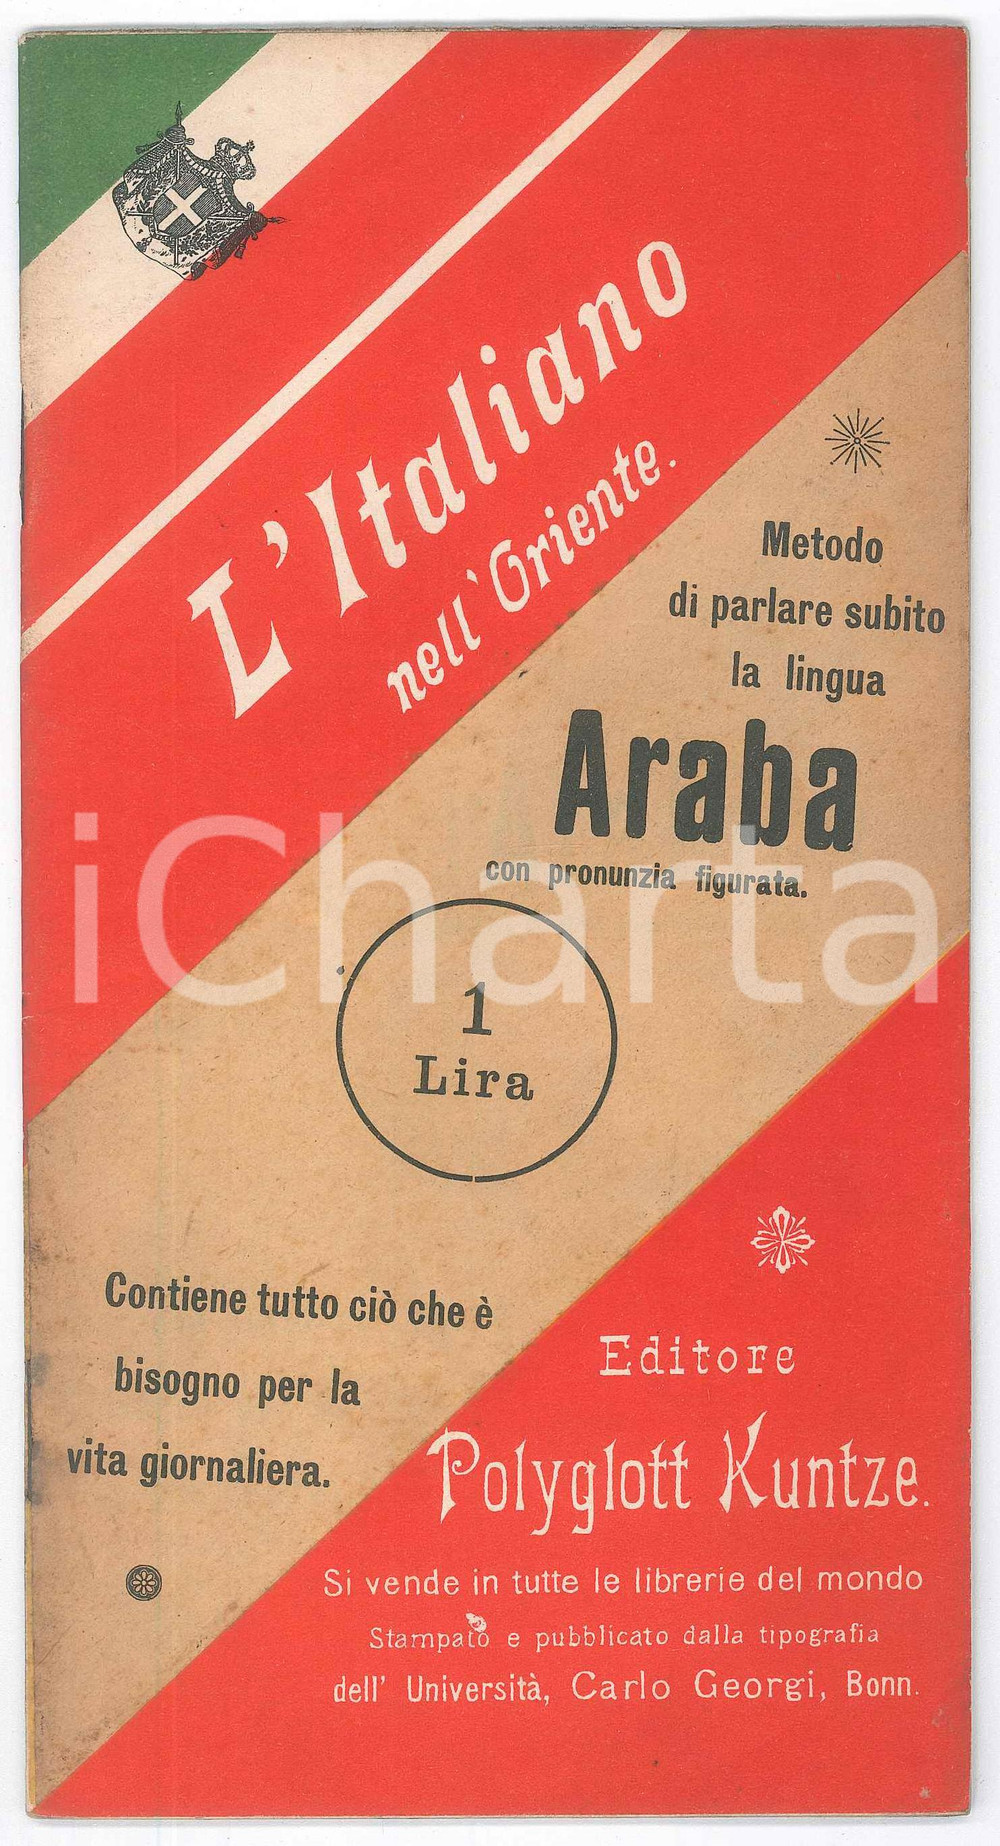 L'Italiano
nell'Oriente.
Metodo
di parlare subito
la lingua
Araba
con pronunzia figurata.
iCharta
1
Lira
Contiene tutto ciò che è
bisogno per la
vita giornaliera.
Editore
Polyglott Kuntze.
Si vende in tutte le librerie del mondo
Stampato e pubblicato dalla tipografia
dell' Università, Carlo Georgi, Bonn.